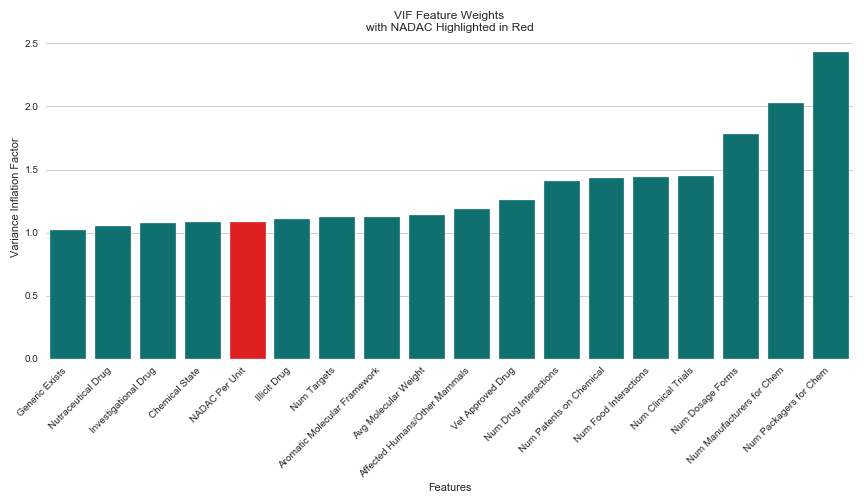 VIF Feature Weights
with NADAC Highlighted in Red
Variance Inflation Factor
2.5
2.0
1.5
1.0
0.5
0.0
Generic Exists
Nutraceutical Drug
Investigational Drug
Chemical State
NADAC Per Unit
Illicit Drug
Num Targets
Aromatic Molecular Framework
Avg Molecular Weight
Affected Humans/Other Mammals
Vet Approved Drug
Num Drug Interactions
Num Patents on Chemical
Num Food Interactions
Num Clinical Trials
Num Dosage Forms
Num Manufacturers for Chem
Num Packagers for Chem
Features